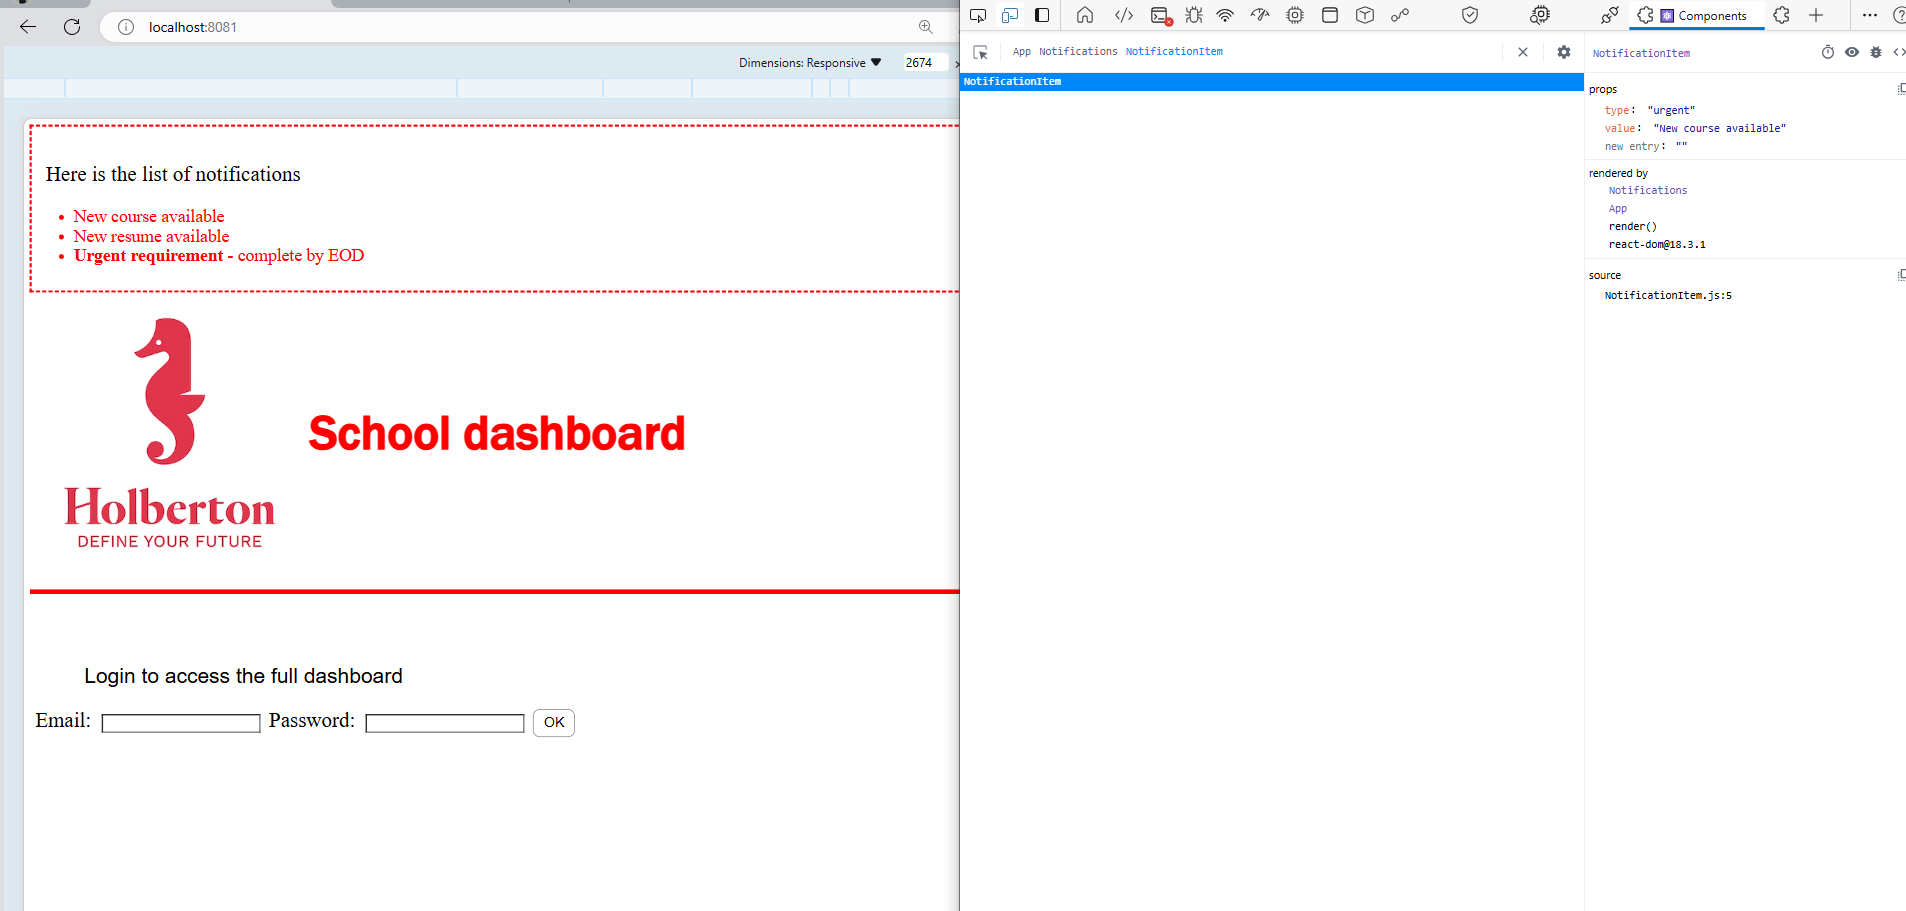 localhost:8081
Components
Dimensions: Responsive
2674
App Notifications NotificationItem
NotificationItem
NotificationItem
props
type: "urgent"
value: "New course available"
new entry: ""
rendered by
Notifications
App
render()
react-dom@18.3.1
source
NotificationItem.js:5
Here is the list of notifications
New course available
New resume available
Urgent requirement - complete by EOD
School dashboard
Holberton
DEFINE YOUR FUTURE
Login to access the full dashboard
Email: Password: OK